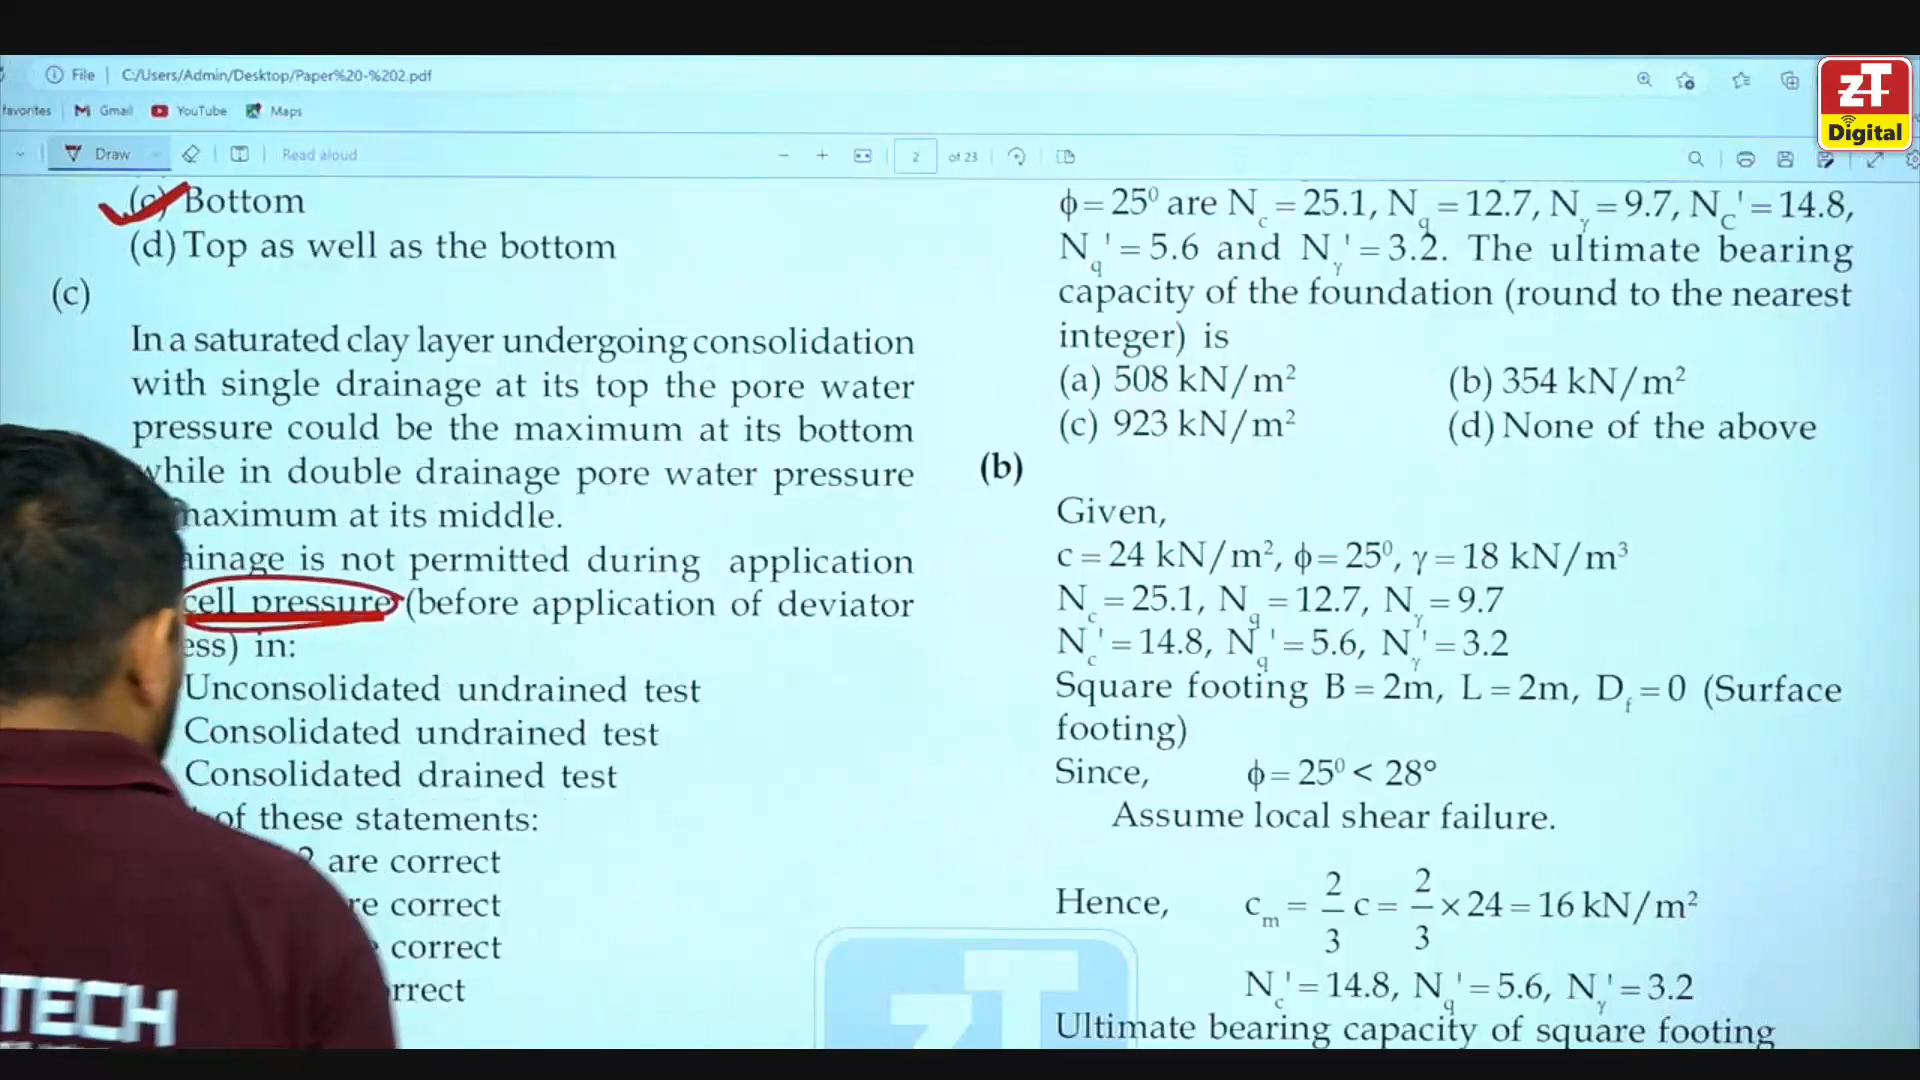 zT
Digital
File | C:/Users/Admin/Desktop/Paper%20-%202.pdf
favorites Gmail YouTube Maps
Draw Read aloud − + 2 of 23
(c) Bottom
(d) Top as well as the bottom
(c)
In a saturated clay layer undergoing consolidation
with single drainage at its top the pore water
pressure could be the maximum at its bottom
while in double drainage pore water pressure
maximum at its middle.
is not permitted during application
cell pressure (before application of deviator
in:
Unconsolidated undrained test
Consolidated undrained test
Consolidated drained test
of these statements:
2 are correct
correct
correct
TECH
ϕ = 25⁰ are N_c = 25.1, N_q = 12.7, N_γ = 9.7, N_C' = 14.8,
N_q' = 5.6 and N_γ' = 3.2. The ultimate bearing
capacity of the foundation (round to the nearest
integer) is
(a) 508 kN/m² (b) 354 kN/m²
(c) 923 kN/m² (d) None of the above
(b)
Given,
c = 24 kN/m², ϕ = 25⁰, γ = 18 kN/m³
N_c = 25.1, N_q = 12.7, N_γ = 9.7
N_c' = 14.8, N_q' = 5.6, N_γ' = 3.2
Square footing B = 2m, L = 2m, D_f = 0 (Surface
footing)
Since, ϕ = 25⁰ < 28°
Assume local shear failure.
Hence, c_m = 2/3 c = 2/3 × 24 = 16 kN/m²
N_c' = 14.8, N_q' = 5.6, N_γ' = 3.2
Ultimate bearing capacity of square footing
zT